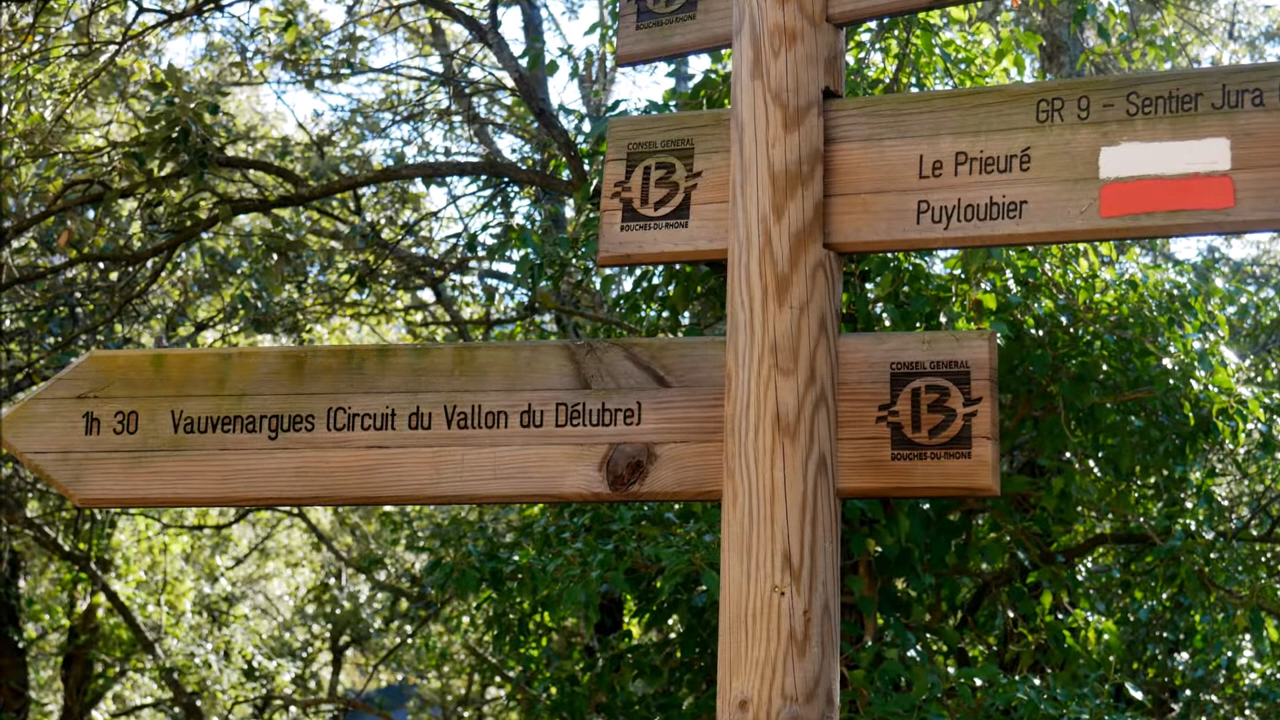 13
BOUCHES-DU-RHONE
GR 9 - Sentier Jura
CONSEIL GENERAL
13
BOUCHES-DU-RHONE
Le Prieuré
Puyloubier
CONSEIL GENERAL
13
BOUCHES-DU-RHONE
1h 30 Vauvenargues (Circuit du Vallon du Délubre)